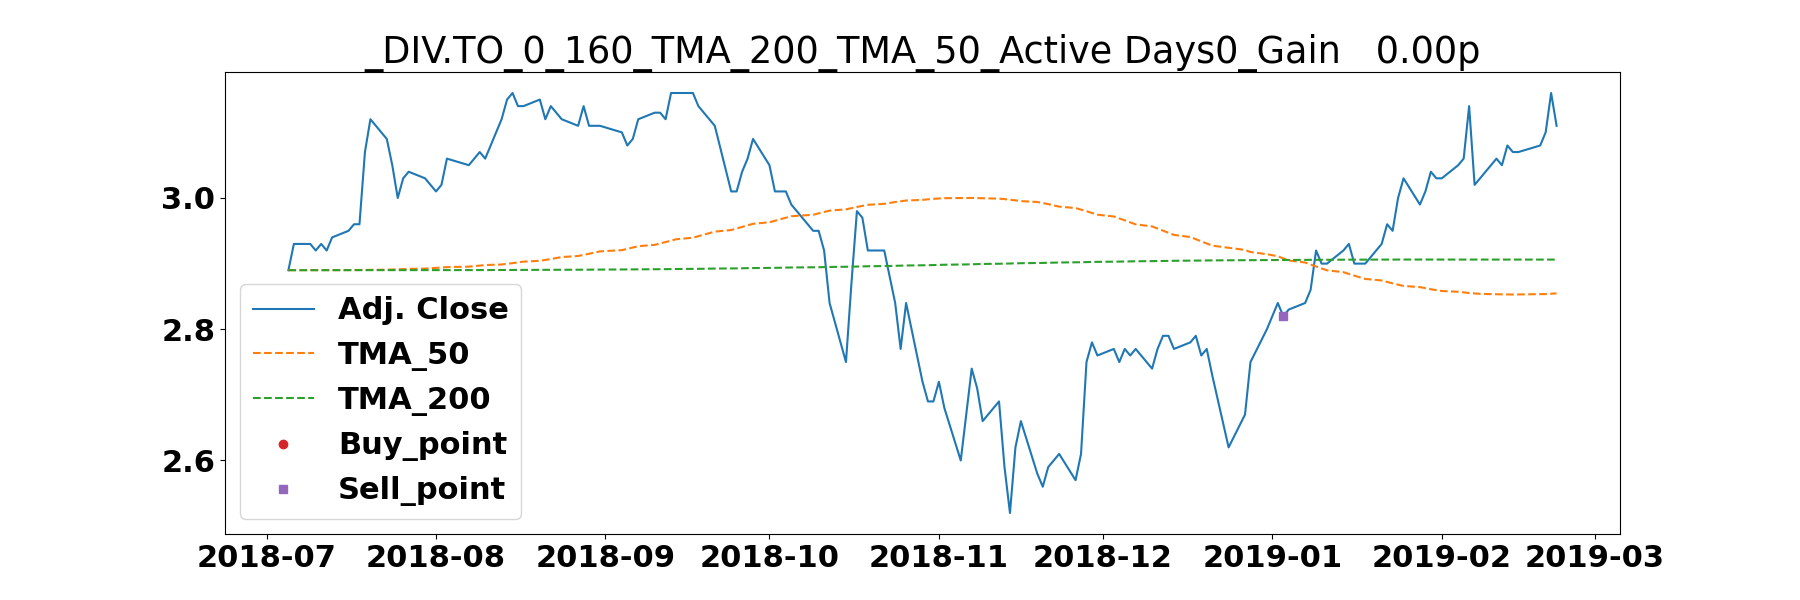 _DIV.TO_0_160_TMA_200_TMA_50_Active Days0_Gain   0.00p
3.0
2.8
2.6
Adj. Close
TMA_50
TMA_200
Buy_point
Sell_point
2018-07 2018-08 2018-09 2018-10 2018-11 2018-12 2019-01 2019-02 2019-03